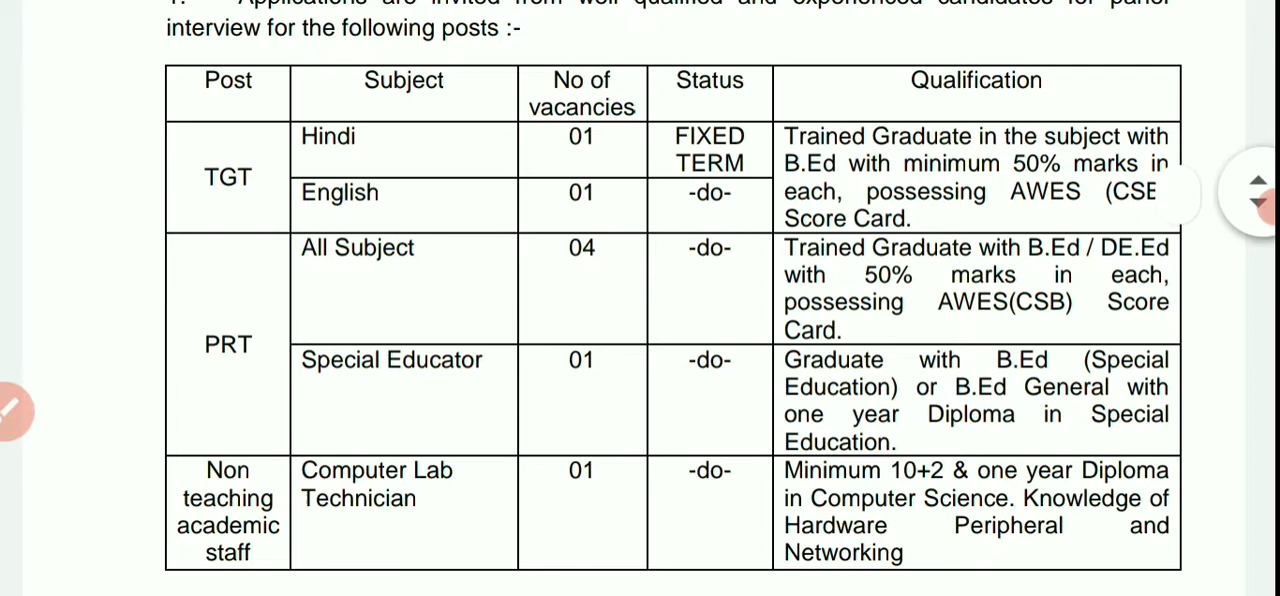 interview for the following posts :-
Post Subject No of vacancies Status Qualification
TGT
Hindi 01 FIXED TERM
English 01 -do-
Trained Graduate in the subject with
B.Ed with minimum 50% marks in
each, possessing AWES (CSB
Score Card.
PRT
All Subject 04 -do-
Trained Graduate with B.Ed / DE.Ed
with 50% marks in each,
possessing AWES(CSB) Score
Card.
Special Educator 01 -do-
Graduate with B.Ed (Special
Education) or B.Ed General with
one year Diploma in Special
Education.
Non
teaching
academic
staff
Computer Lab
Technician
01 -do-
Minimum 10+2 & one year Diploma
in Computer Science. Knowledge of
Hardware Peripheral and
Networking